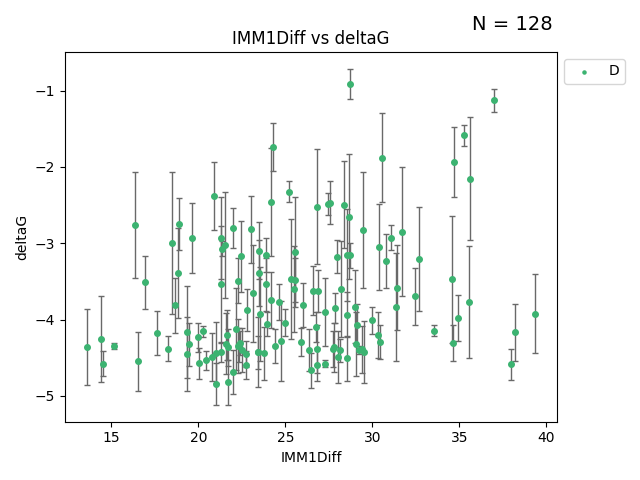 N = 128
IMM1Diff vs deltaG
D
deltaG
−1
−2
−3
−4
−5
15 20 25 30 35 40
IMM1Diff